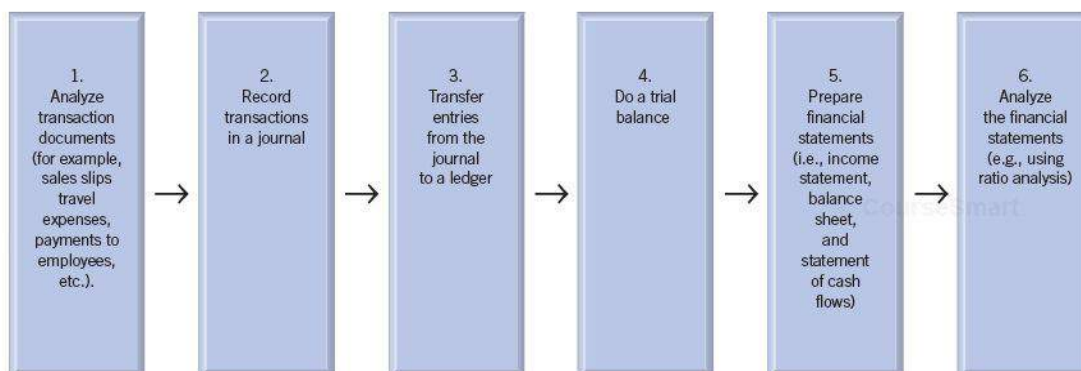 1.
Analyze
transaction
documents
(for example,
sales slips
travel
expenses,
payments to
employees,
etc.).
2.
Record
transactions
in a journal
3.
Transfer
entries
from the
journal
to a ledger
4.
Do a trial
balance
5.
Prepare
financial
statements
(i.e., income
statement,
balance
sheet,
and
statement
of cash
flows)
6.
Analyze
the financial
statements
(e.g., using
ratio analysis)
CourseSmart